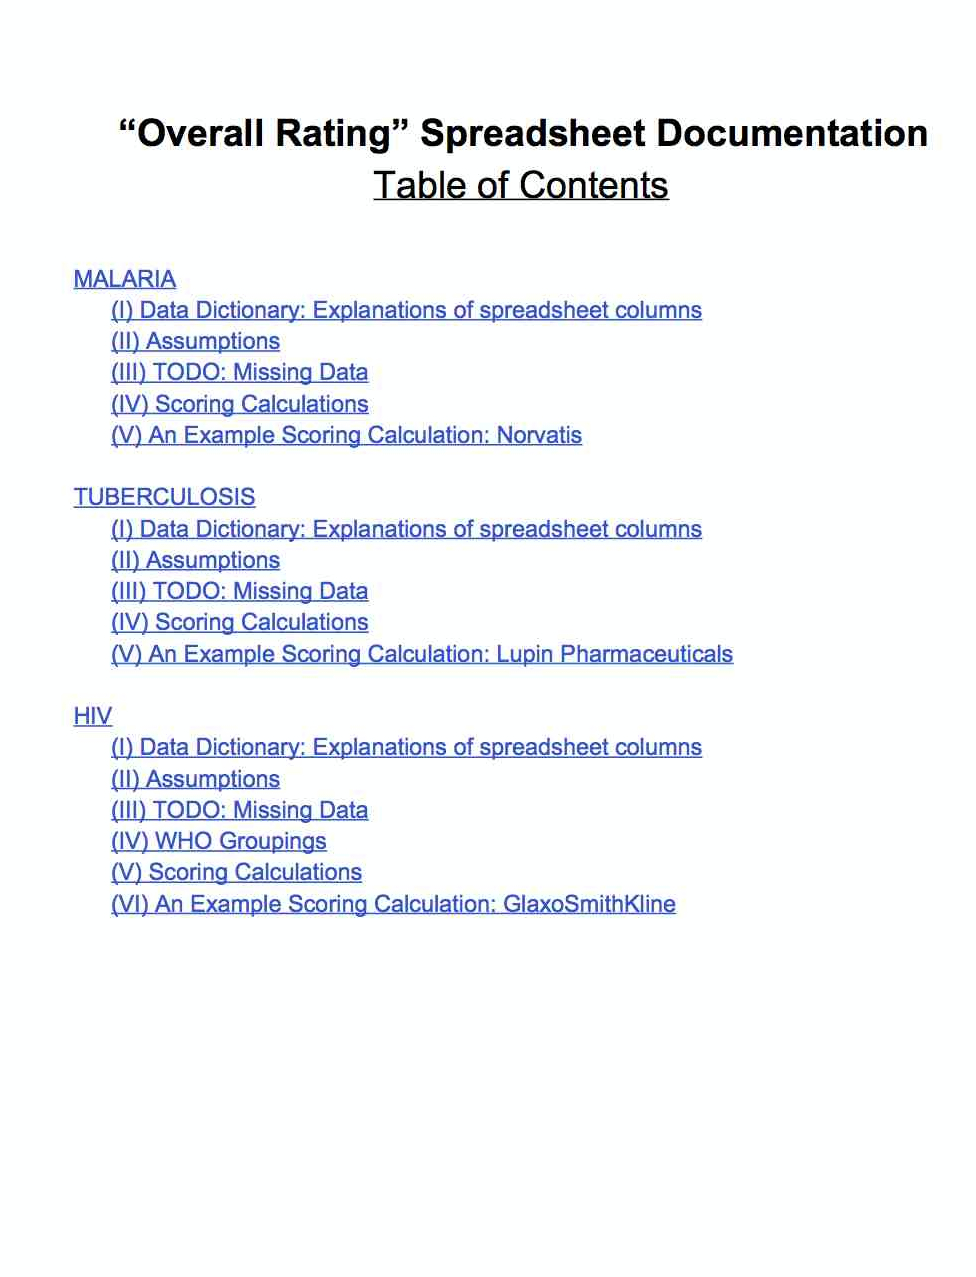 “Overall Rating” Spreadsheet Documentation
Table of Contents
MALARIA
(I) Data Dictionary: Explanations of spreadsheet columns
(II) Assumptions
(III) TODO: Missing Data
(IV) Scoring Calculations
(V) An Example Scoring Calculation: Norvatis
TUBERCULOSIS
(I) Data Dictionary: Explanations of spreadsheet columns
(II) Assumptions
(III) TODO: Missing Data
(IV) Scoring Calculations
(V) An Example Scoring Calculation: Lupin Pharmaceuticals
HIV
(I) Data Dictionary: Explanations of spreadsheet columns
(II) Assumptions
(III) TODO: Missing Data
(IV) WHO Groupings
(V) Scoring Calculations
(VI) An Example Scoring Calculation: GlaxoSmithKline